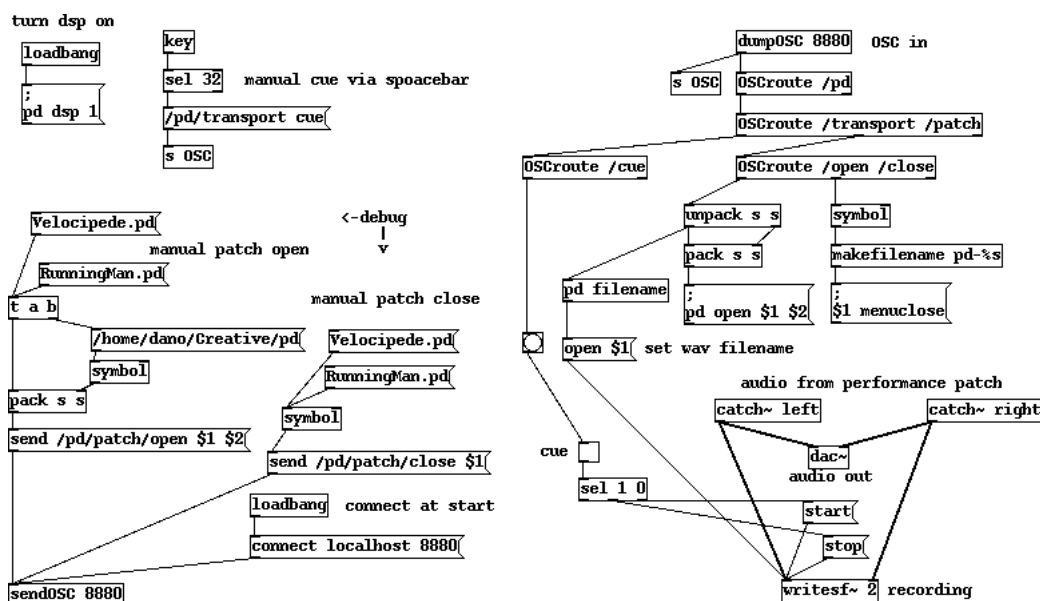 turn dsp on
loadbang
;
pd dsp 1
key
sel 32
manual cue via spoacebar
/pd/transport cue
s OSC
dumpOSC 8880
OSC in
s OSC
OSCroute /pd
OSCroute /transport /patch
OSCroute /cue
OSCroute /open /close
unpack s s
symbol
pack s s
makefilename pd-%s
pd filename
;
pd open $1 $2
;
$1 menuclose
open $1
set wav filename
Velocipede.pd
<-debug
|
v
manual patch open
RunningMan.pd
t a b
manual patch close
/home/dano/Creative/pd
Velocipede.pd
symbol
RunningMan.pd
pack s s
symbol
send /pd/patch/open $1 $2
send /pd/patch/close $1
loadbang
connect at start
connect localhost 8880
sendOSC 8880
audio from performance patch
catch~ left
catch~ right
cue
dac~
audio out
sel 1 0
start
stop
writesf~ 2
recording